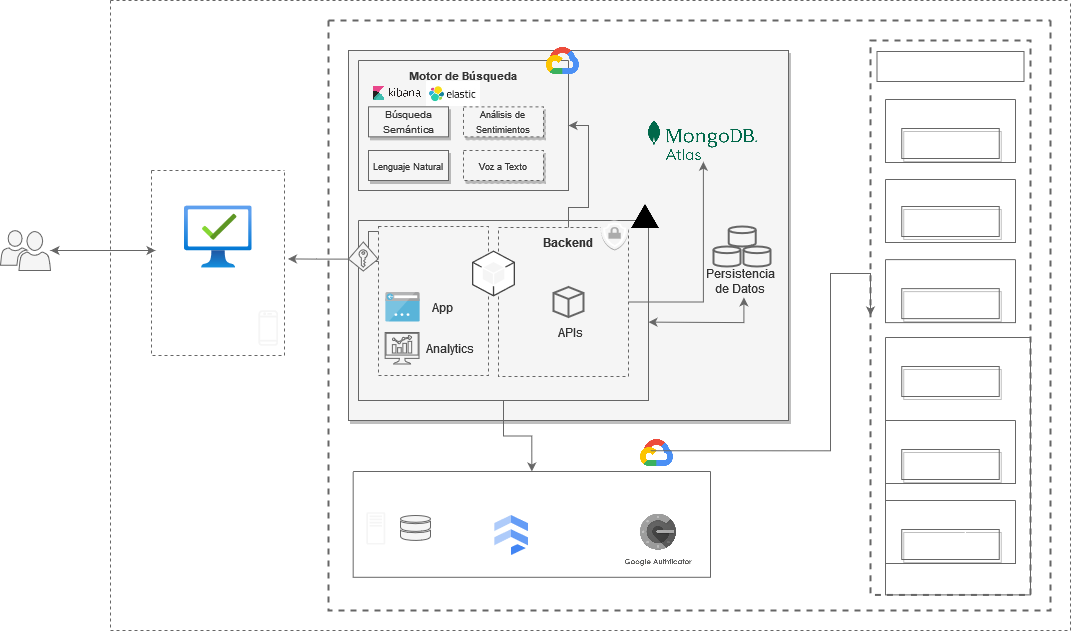 Motor de Búsqueda
kibana
elastic
Búsqueda
Semántica
Análisis de
Sentimientos
Lenguaje Natural
Voz a Texto
MongoDB.
Atlas
Backend
Persistencia
de Datos
App
APIs
Analytics
Google Authticator